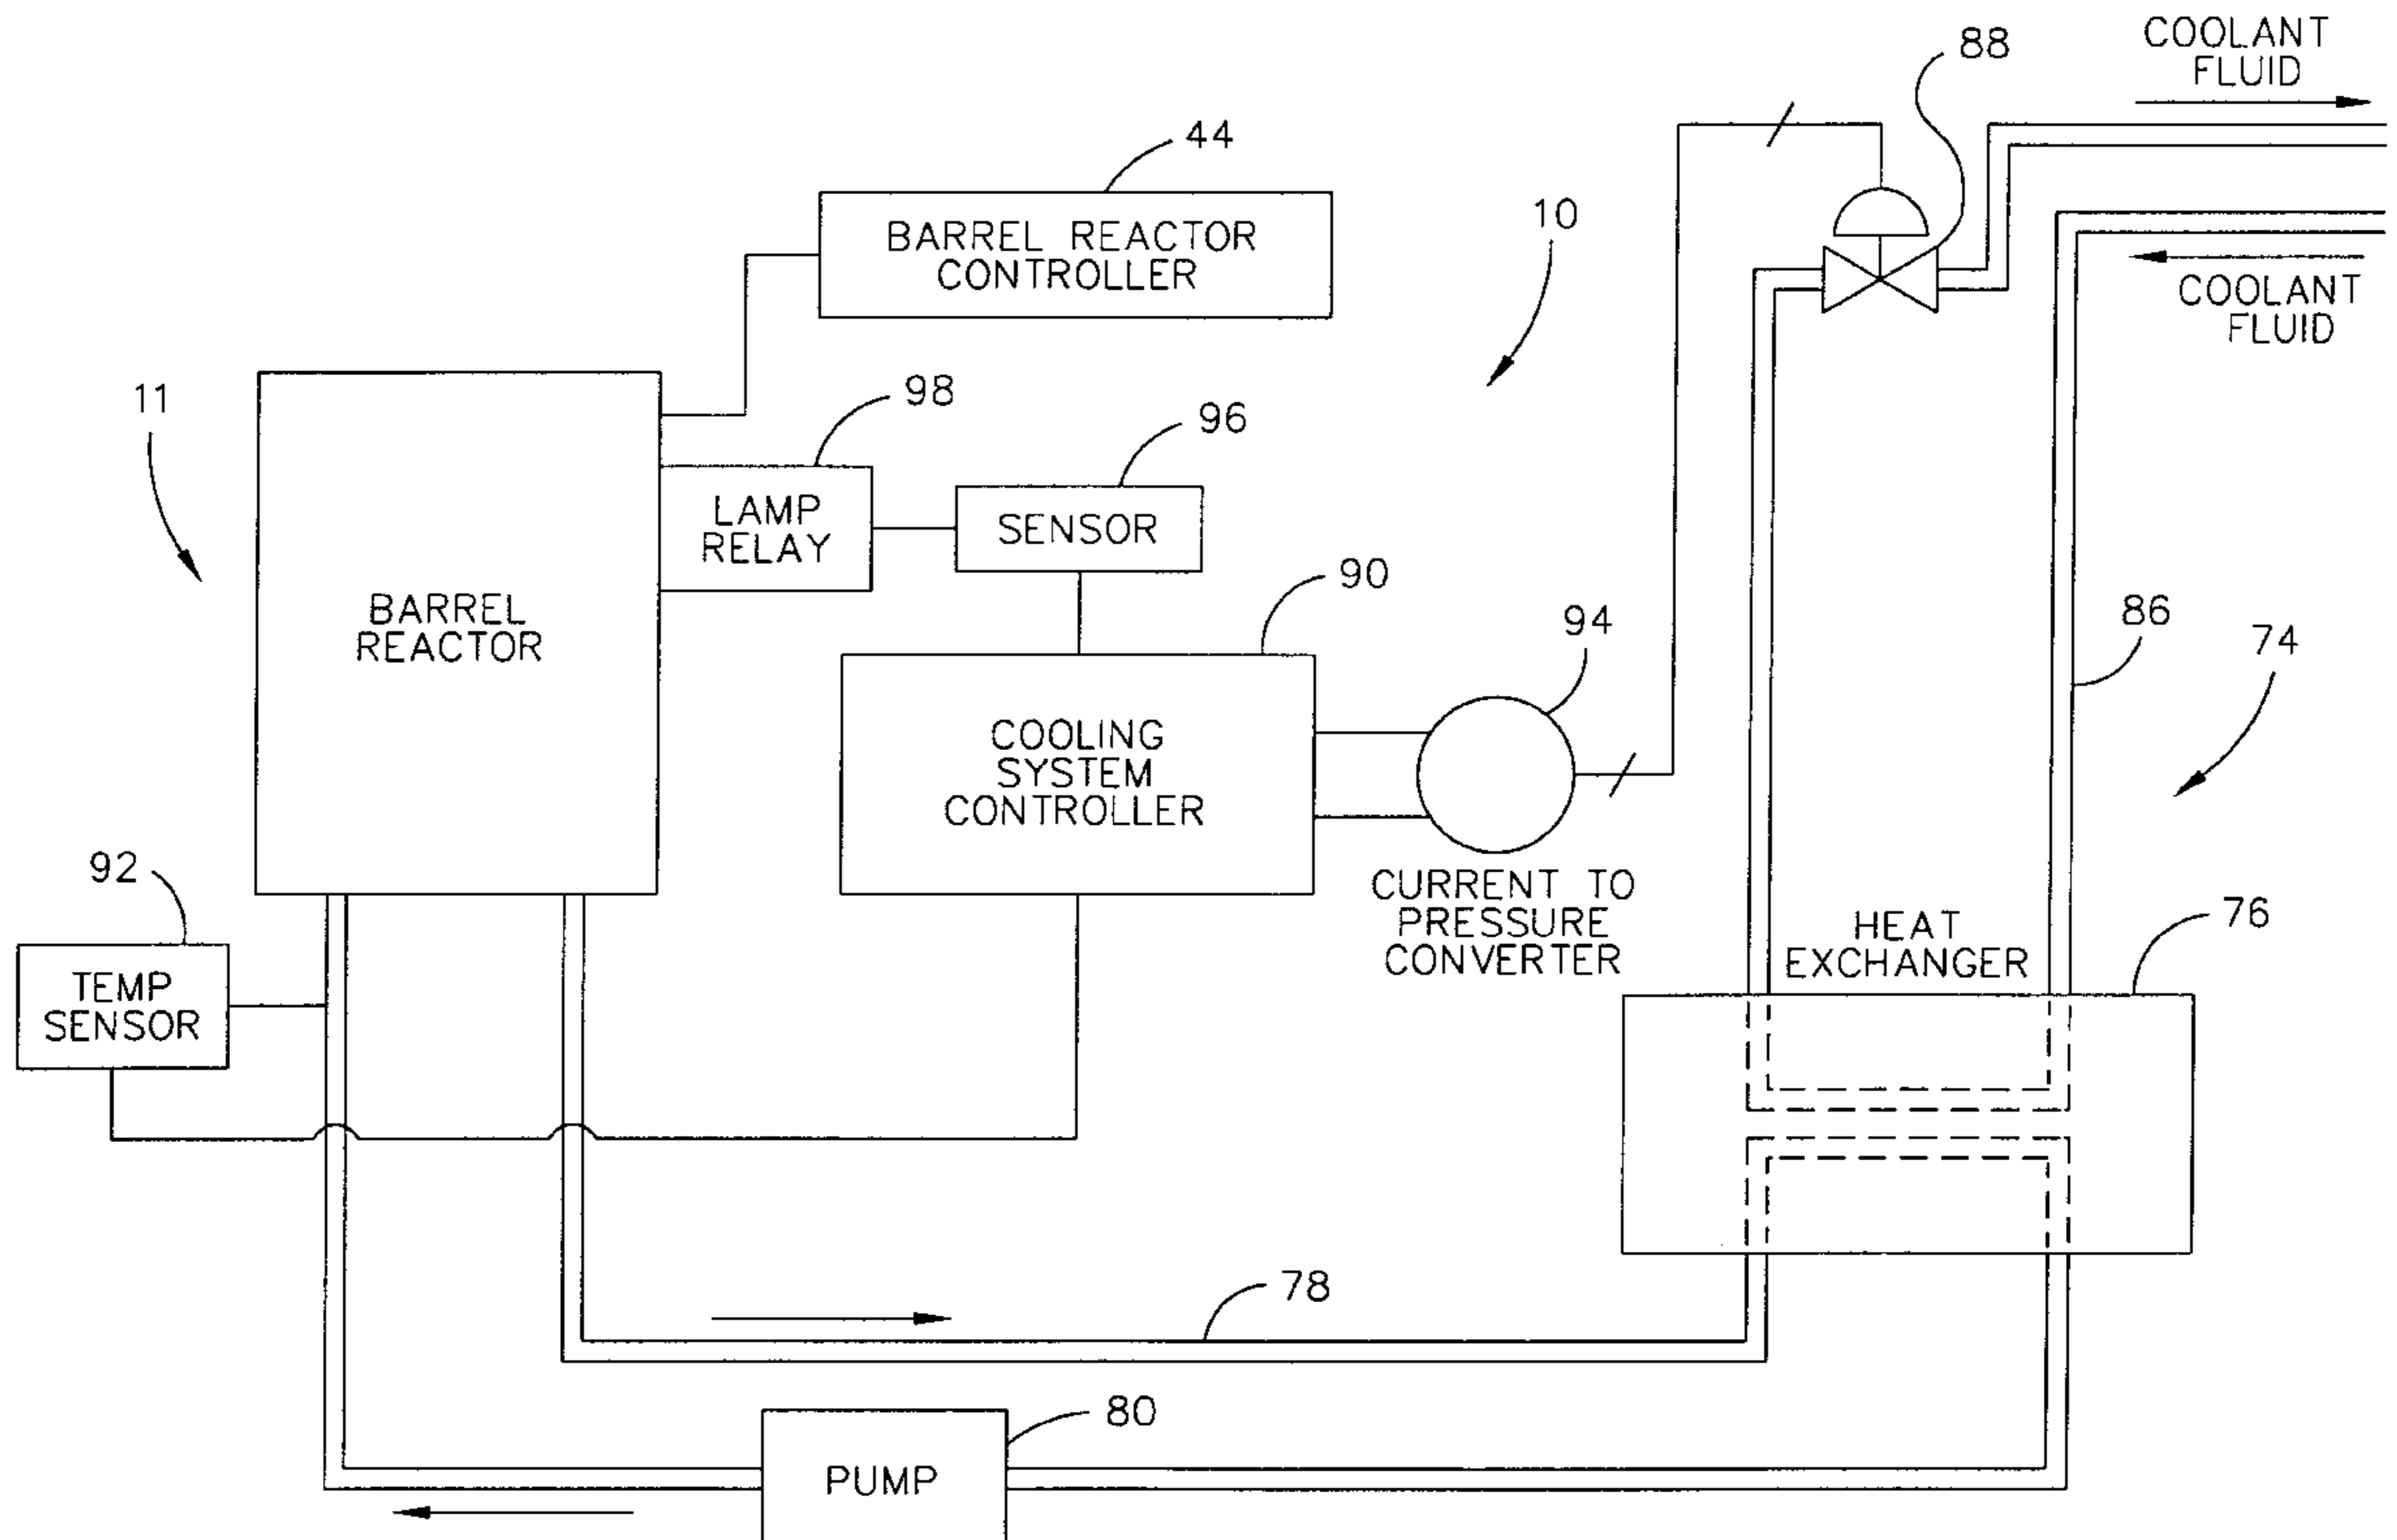 COOLANT
FLUID
88
44
10
BARREL REACTOR
CONTROLLER
COOLANT
FLUID
11
98
96
LAMP
RELAY
SENSOR
90
94
86
74
BARREL
REACTOR
COOLING
SYSTEM
CONTROLLER
92
CURRENT TO
PRESSURE
CONVERTER
HEAT
EXCHANGER
76
TEMP
SENSOR
78
80
PUMP